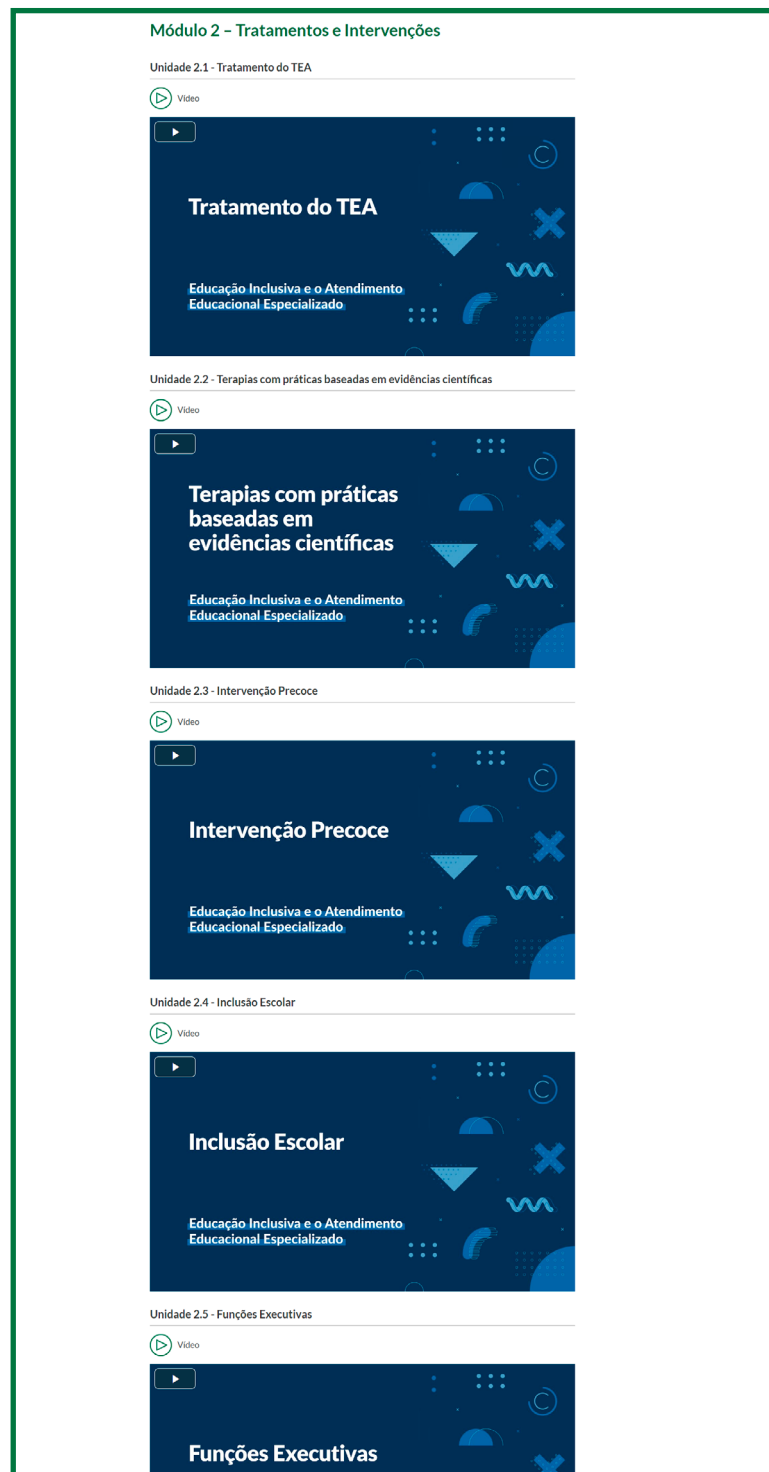 Módulo 2 – Tratamentos e Intervenções
Unidade 2.1 - Tratamento do TEA
Vídeo
Tratamento do TEA
Educação Inclusiva e o Atendimento
Educacional Especializado
Unidade 2.2 - Terapias com práticas baseadas em evidências científicas
Vídeo
Terapias com práticas
baseadas em
evidências científicas
Educação Inclusiva e o Atendimento
Educacional Especializado
Unidade 2.3 - Intervenção Precoce
Vídeo
Intervenção Precoce
Educação Inclusiva e o Atendimento
Educacional Especializado
Unidade 2.4 - Inclusão Escolar
Vídeo
Inclusão Escolar
Educação Inclusiva e o Atendimento
Educacional Especializado
Unidade 2.5 - Funções Executivas
Vídeo
Funções Executivas